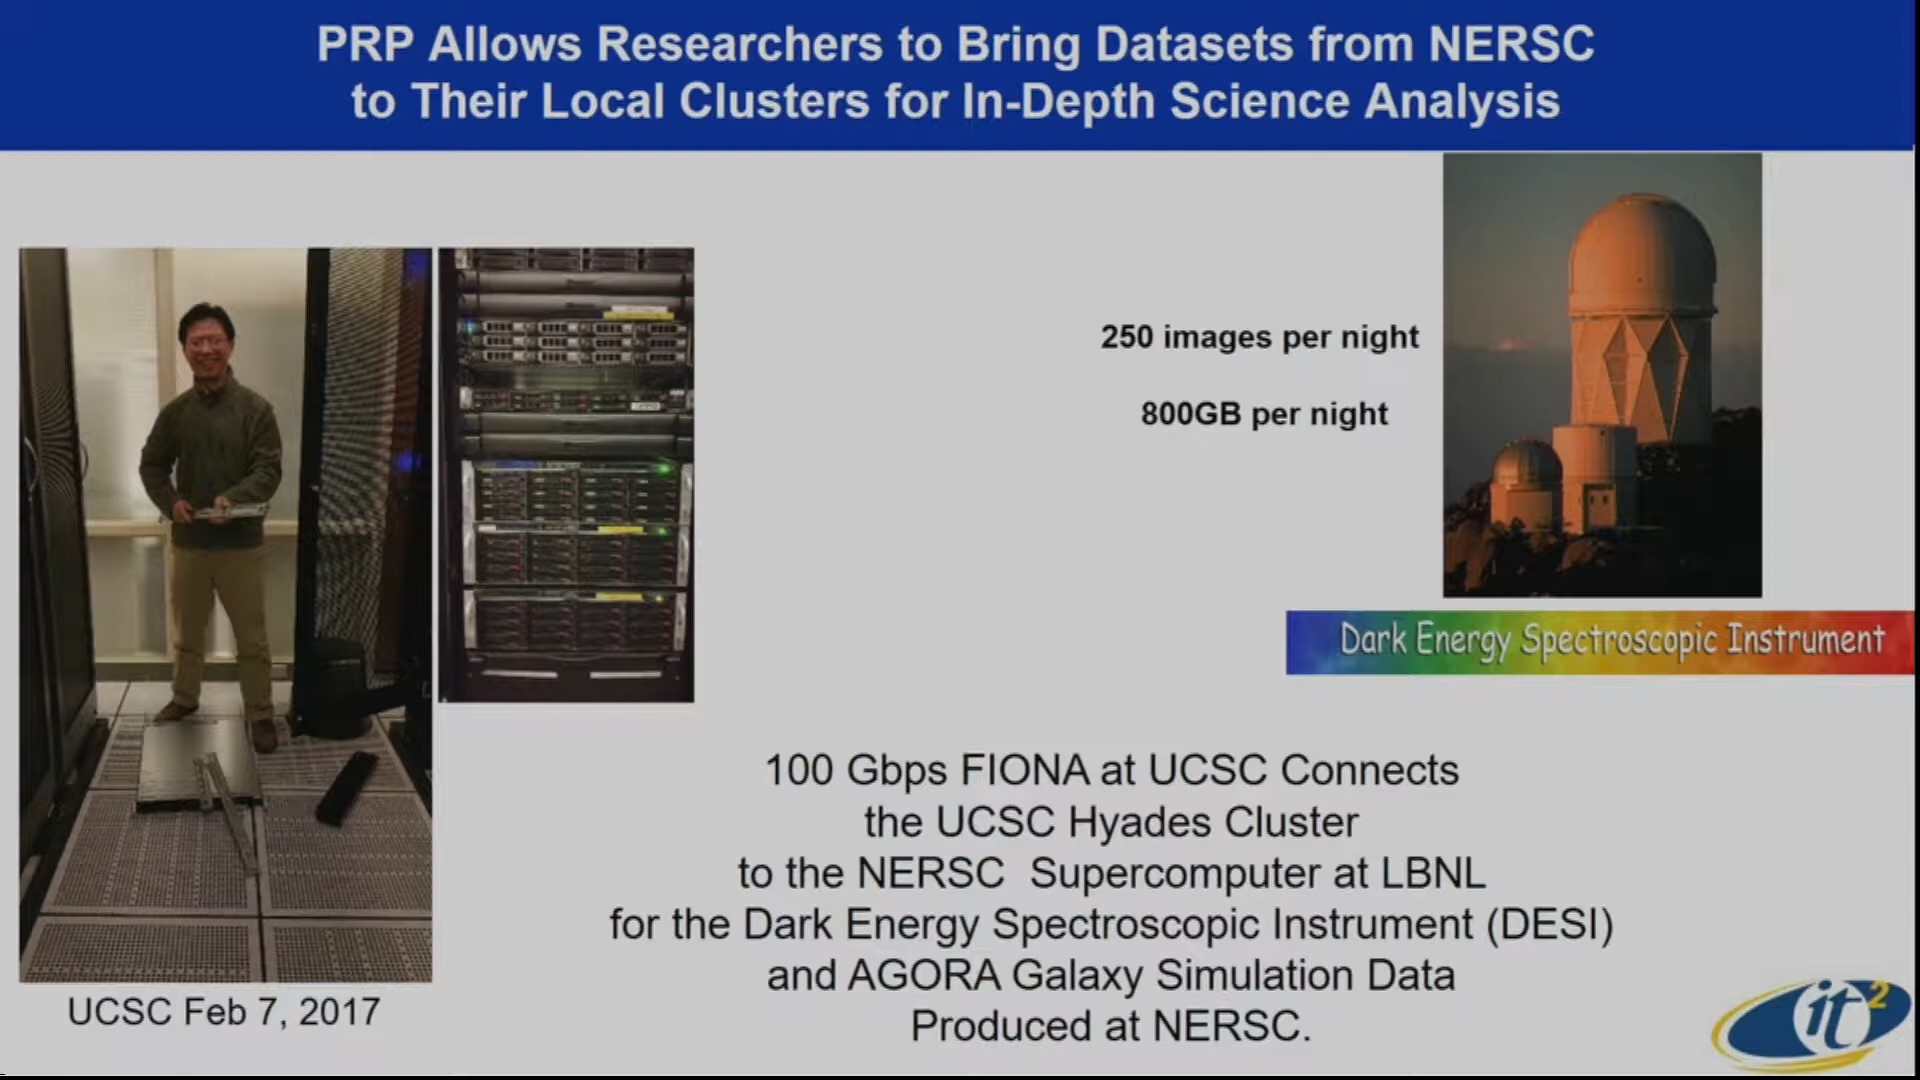 PRP Allows Researchers to Bring Datasets from NERSC
to Their Local Clusters for In-Depth Science Analysis
250 images per night
800GB per night
Dark Energy Spectroscopic Instrument
100 Gbps FIONA at UCSC Connects
the UCSC Hyades Cluster
to the NERSC Supercomputer at LBNL
for the Dark Energy Spectroscopic Instrument (DESI)
and AGORA Galaxy Simulation Data
Produced at NERSC.
UCSC Feb 7, 2017
it2